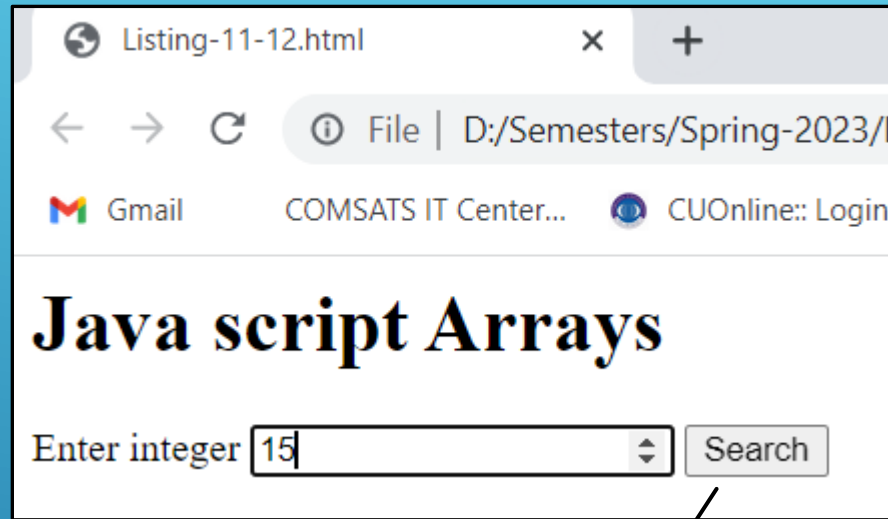 Listing-11-12.html
File | D:/Semesters/Spring-2023/
Gmail COMSATS IT Center... CUOnline:: Login
Java script Arrays
Enter integer 15 Search